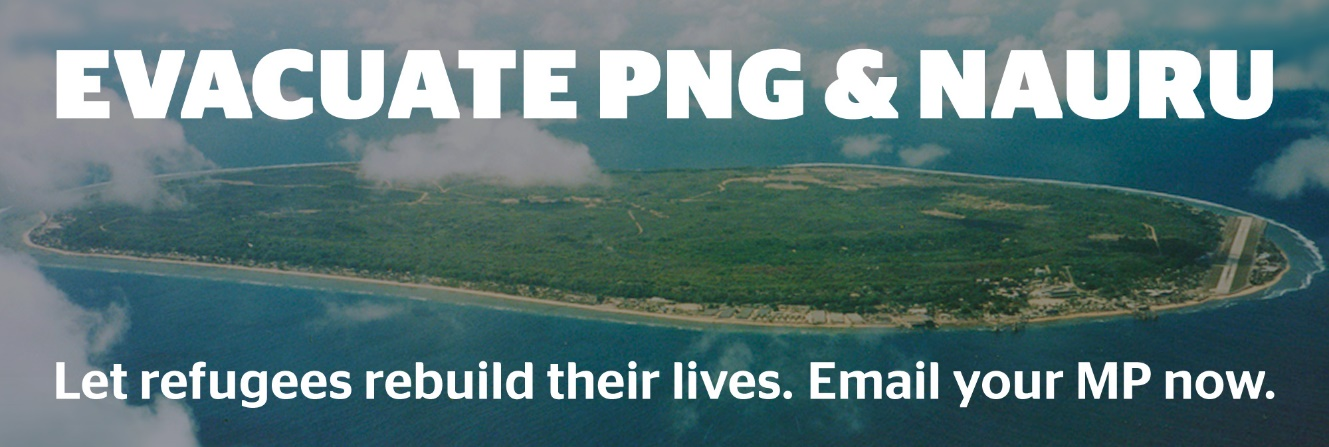 EVACUATE PNG & NAURU
Let refugees rebuild their lives. Email your MP now.